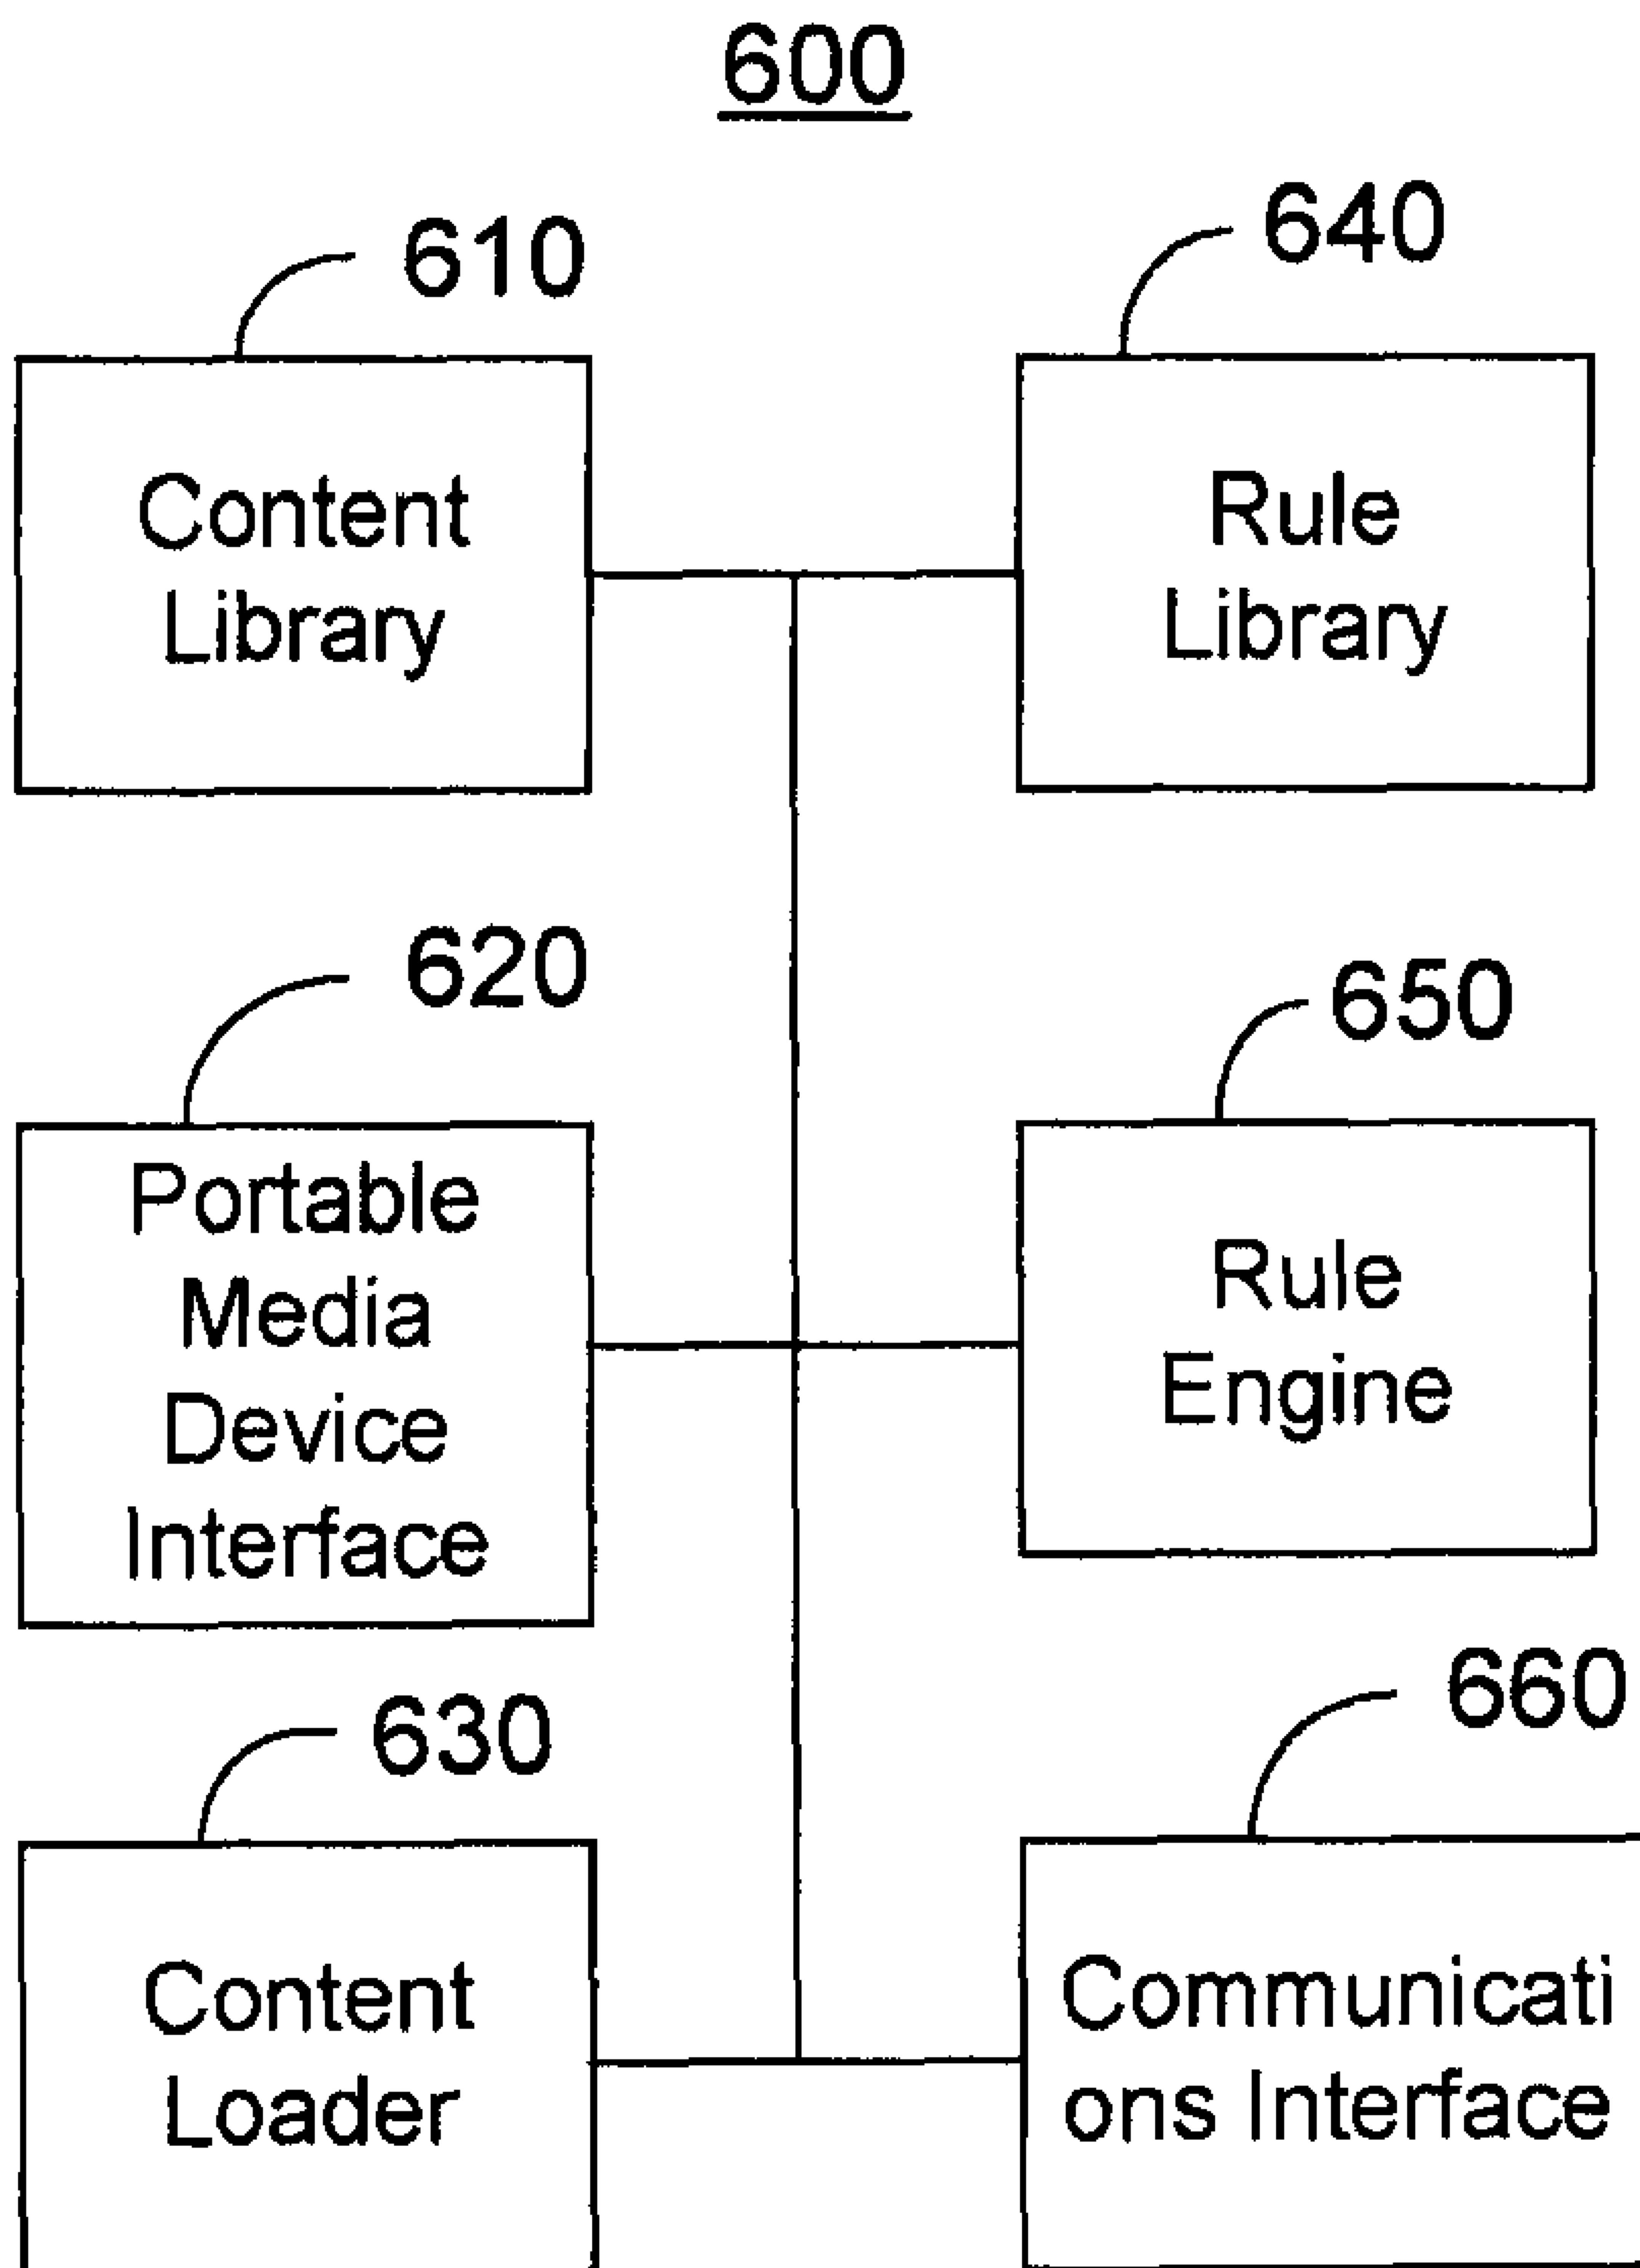 600
610
640
Content
Library
Rule
Library
620
650
Portable
Media
Device
Interface
Rule
Engine
630
660
Content
Loader
Communicati
ons Interface